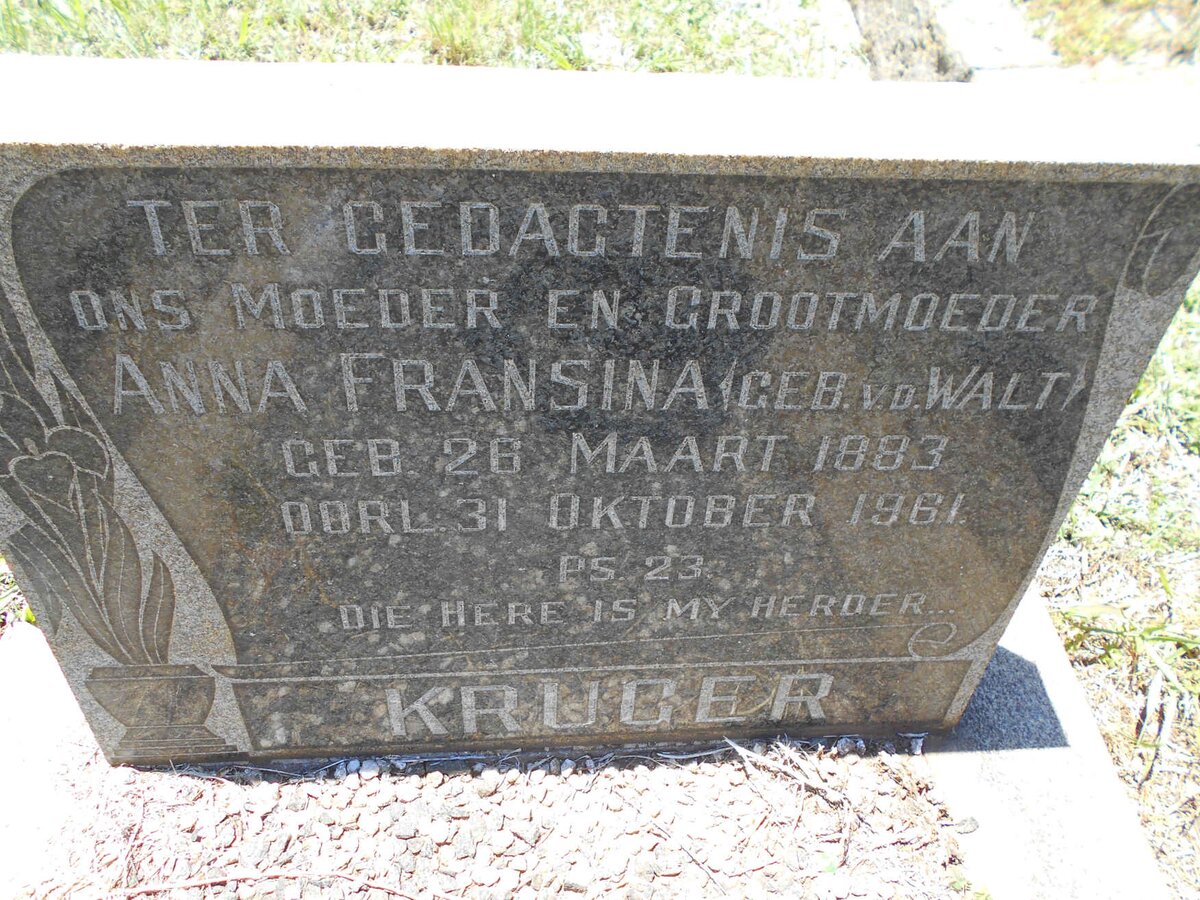 TER GEDAGTENIS AAN
ONS MOEDER EN GROOTMOEDER
ANNA FRANSINA (GEB. V.D. WALT)
GEB 26 MAART 1883
OORL. 31 OKTOBER 1961.
PS. 23
DIE HERE IS MY HERDER...
KRUGER